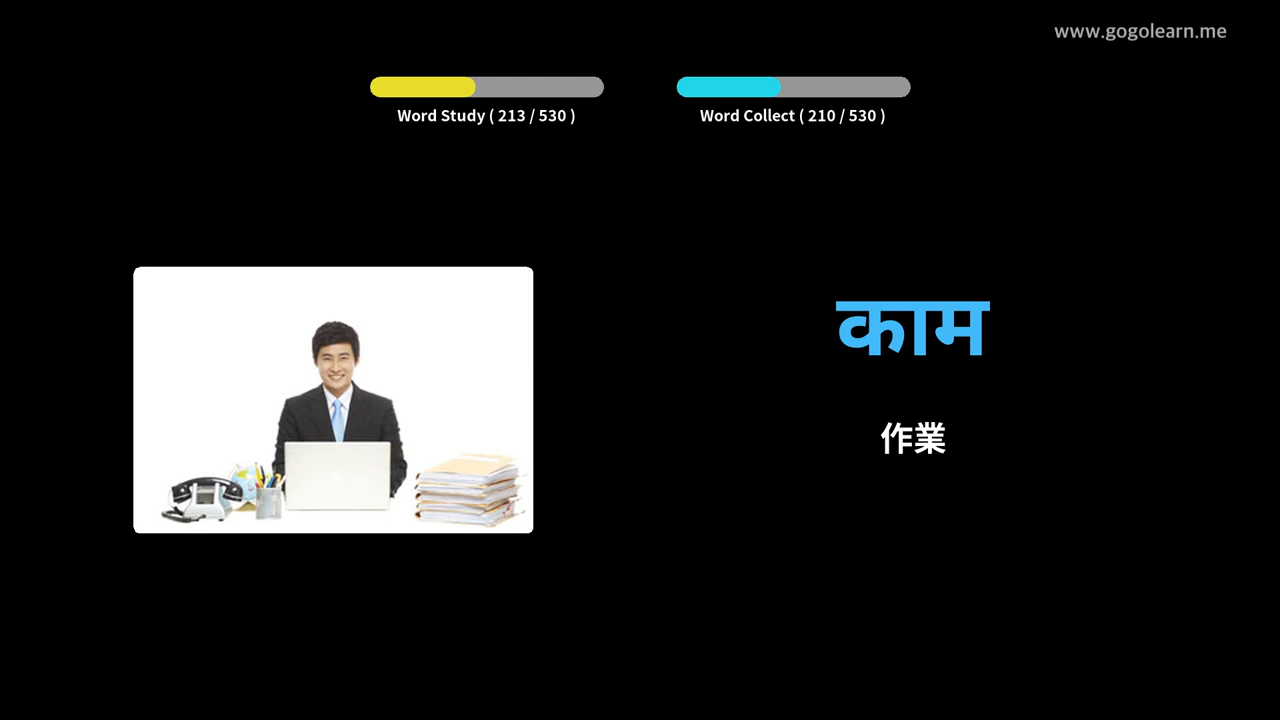 www.gogolearn.me
Word Study ( 213 / 530 )
Word Collect ( 210 / 530 )
काम
作業